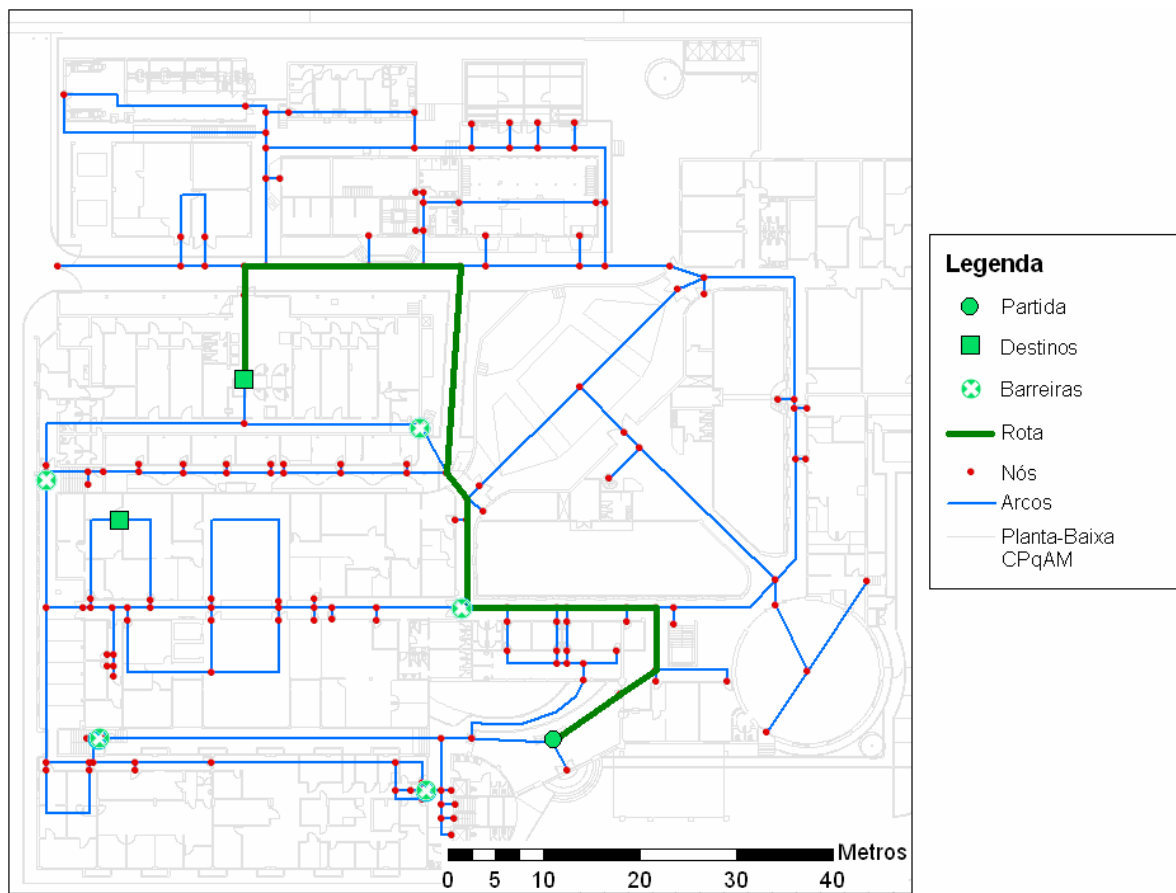 Legenda
Partida
Destinos
Barreiras
Rota
Nós
Arcos
Planta-Baixa
CPqAM
Metros
0 5 10 20 30 40